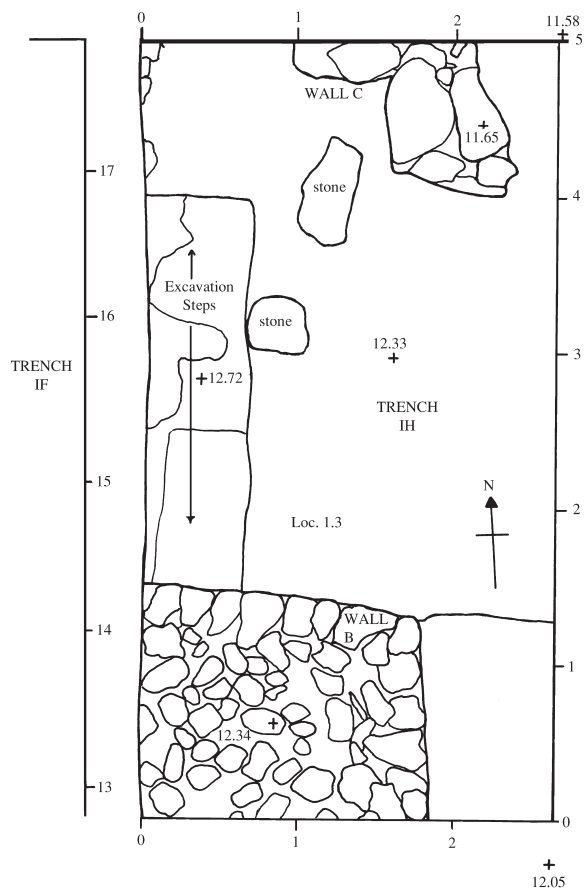 0 1 2
11.58
5
WALL C
11.65
17
stone
4
Excavation
Steps
stone
16
12.33
3
TRENCH
IF
12.72
TRENCH
IH
N
15
2
Loc. 1.3
WALL
B
14
1
12.34
13
0
0 1 2
12.05